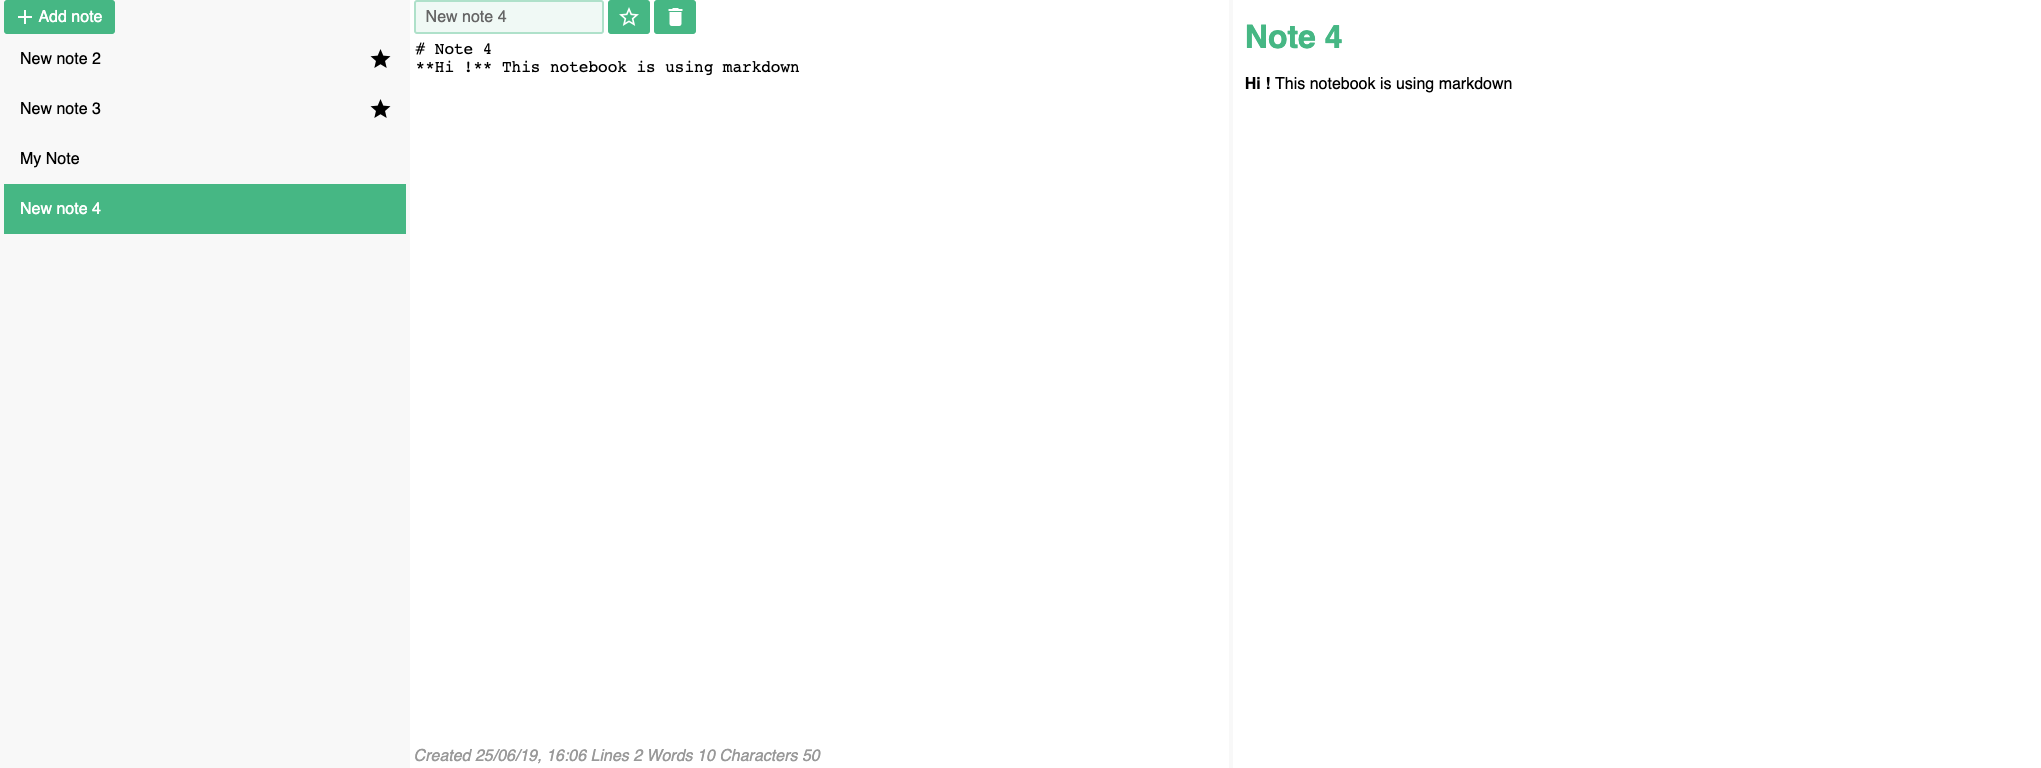 Add note
New note 2
New note 3
My Note
New note 4
New note 4
# Note 4
**Hi !** This notebook is using markdown
Created 25/06/19, 16:06 Lines 2 Words 10 Characters 50
Note 4
Hi ! This notebook is using markdown